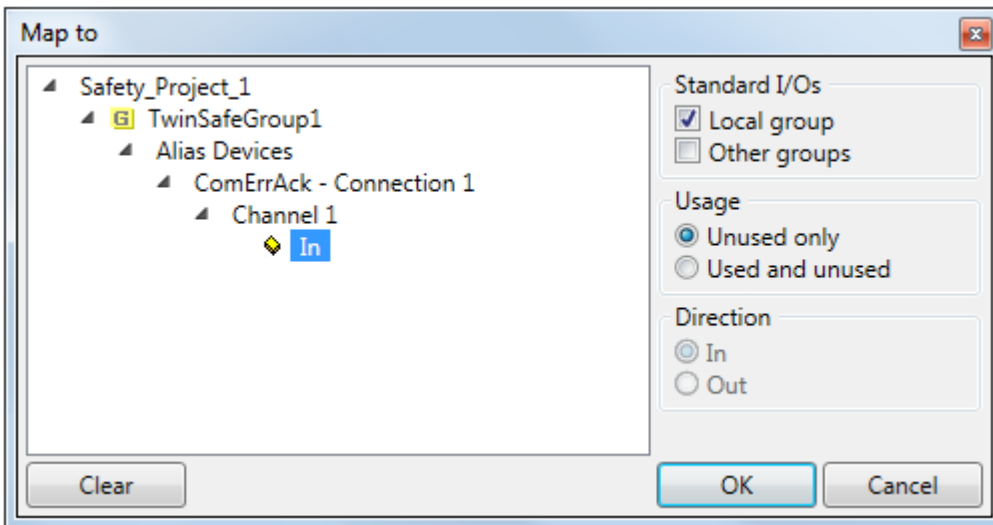 Map to
Safety_Project_1
G TwinSafeGroup1
Alias Devices
ComErrAck - Connection 1
Channel 1
In
Standard I/Os
Local group
Other groups
Usage
Unused only
Used and unused
Direction
In
Out
Clear
OK
Cancel